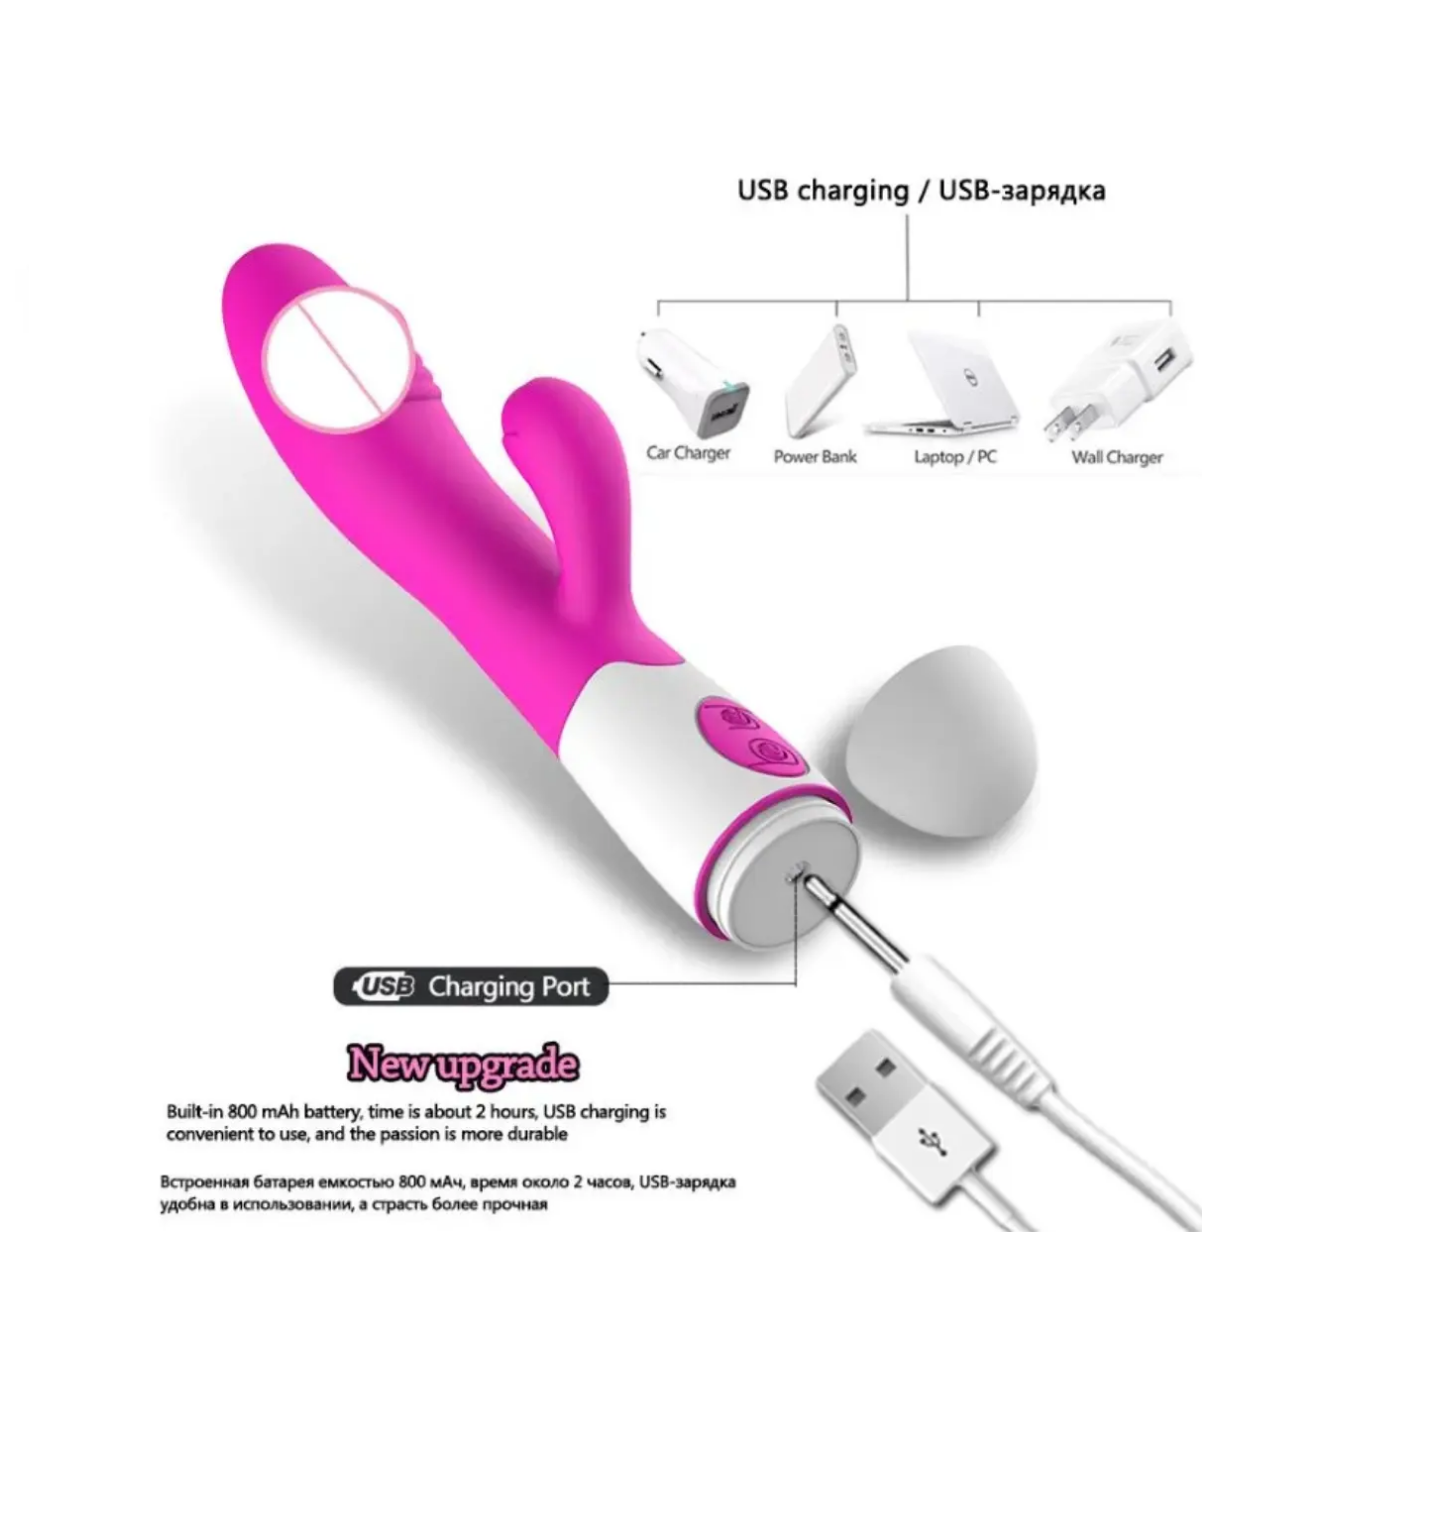 USB charging / USB-зарядка
Car Charger
Power Bank
Laptop / PC
Wall Charger
USB Charging Port
New upgrade
Built-in 800 mAh battery, time is about 2 hours, USB charging is
convenient to use, and the passion is more durable
Встроенная батарея емкостью 800 мАч, время около 2 часов, USB-зарядка
удобна в использовании, а страсть более прочная